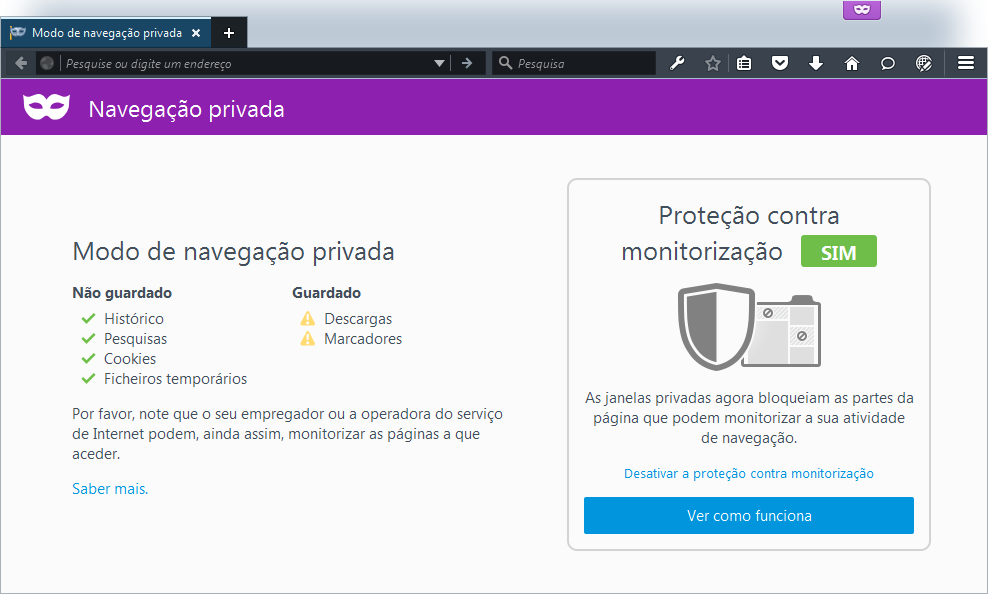 Modo de navegação privada
Pesquise ou digite um endereço
Pesquisa
Navegação privada
Modo de navegação privada
Não guardado
Histórico
Pesquisas
Cookies
Ficheiros temporários
Guardado
Descargas
Marcadores
Por favor, note que o seu empregador ou a operadora do serviço
de Internet podem, ainda assim, monitorizar as páginas a que
aceder.
Saber mais.
Proteção contra
monitorização SIM
As janelas privadas agora bloqueiam as partes da
página que podem monitorizar a sua atividade
de navegação.
Desativar a proteção contra monitorização
Ver como funciona